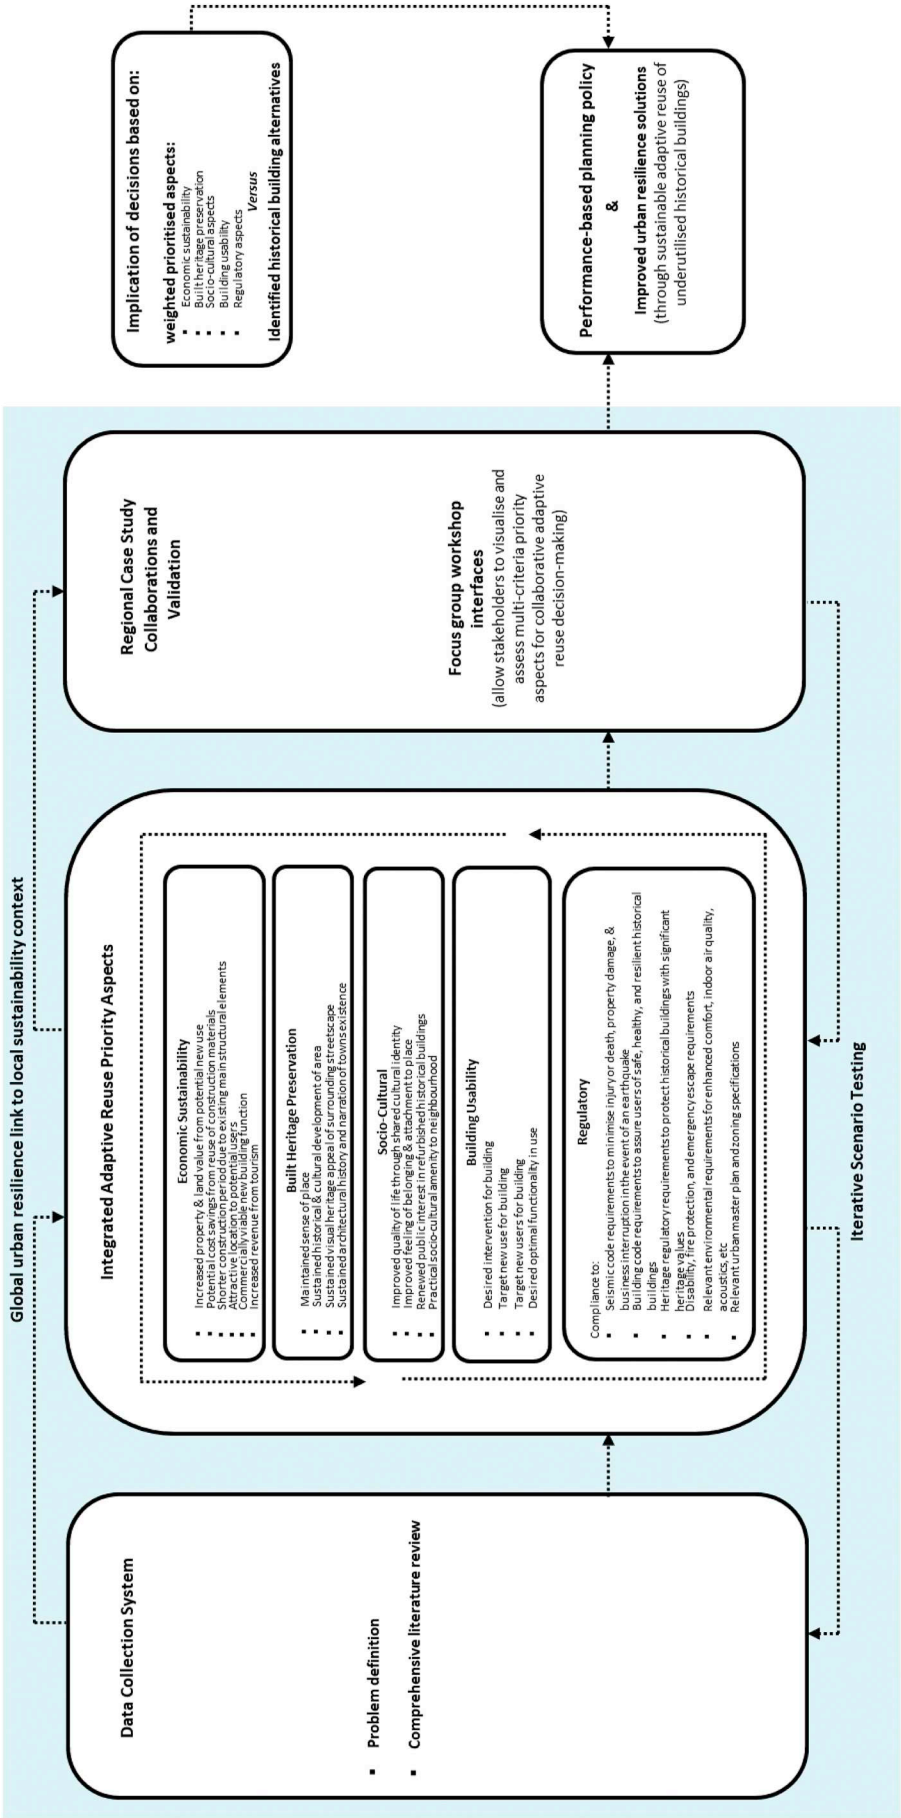 Global urban resilience link to local sustainability context
Data Collection System
▪ Problem definition
▪ Comprehensive literature review
Integrated Adaptive Reuse Priority Aspects
Economic Sustainability
▪ Increased property & land value from potential new use
▪ Potential cost savings from reuse of construction materials
▪ Shorter construction period due to existing main structural elements
▪ Attractive location to potential users
▪ Commercially viable new building function
▪ Increased revenue from tourism
Built Heritage Preservation
▪ Maintained sense of place
▪ Sustained historical & cultural development of area
▪ Sustained visual heritage appeal of surrounding streetscape
▪ Sustained architectural history and narration of towns existence
Socio-Cultural
▪ Improved quality of life through shared cultural identity
▪ Improved feeling of belonging & attachment to place
▪ Renewed public interest in refurbished historical buildings
▪ Practical socio-cultural amenity to neighbourhood
Building Usability
▪ Desired intervention for building
▪ Target new use for building
▪ Target new users for building
▪ Desired optimal functionality in use
Regulatory
Compliance to:
▪ Seismic code requirements to minimise injury or death, property damage, &
business interruption in the event of an earthquake
▪ Building code requirements to assure users of safe, healthy, and resilient historical
buildings
▪ Heritage regulatory requirements to protect historical buildings with significant
heritage values
▪ Disability, fire protection, and emergency escape requirements
▪ Relevant environmental requirements for enhanced comfort, indoor air quality,
acoustics, etc
▪ Relevant urban master plan and zoning specifications
Regional Case Study
Collaborations and
Validation
Focus group workshop
interfaces
(allow stakeholders to visualise and
assess multi-criteria priority
aspects for collaborative adaptive
reuse decision-making)
Iterative Scenario Testing
Implication of decisions based on:
weighted prioritised aspects:
▪ Economic sustainability
▪ Built heritage preservation
▪ Socio-cultural aspects
▪ Building usability
▪ Regulatory aspects
Versus
Identified historical building alternatives
Performance-based planning policy
&
Improved urban resilience solutions
(through sustainable adaptive reuse of
underutilised historical buildings)